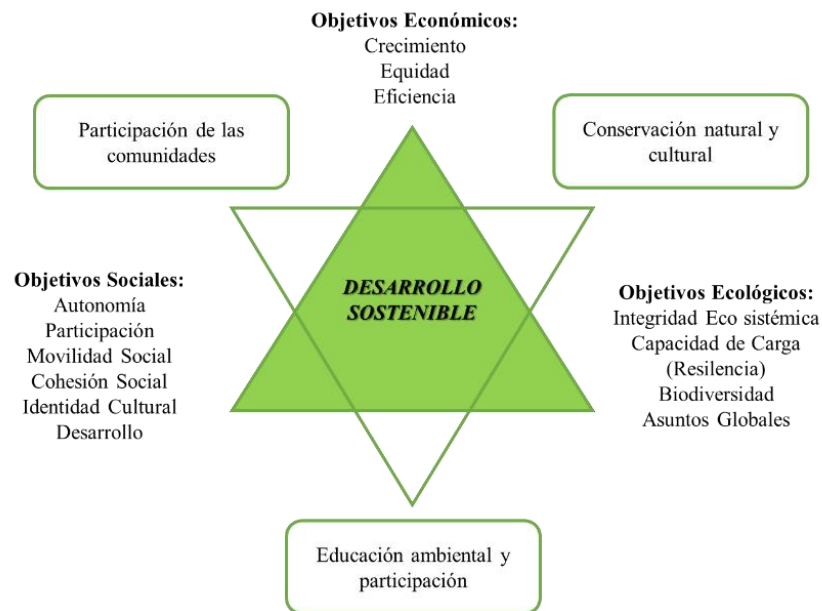 Objetivos Económicos:
Crecimiento
Equidad
Eficiencia
Participación de las
comunidades
Conservación natural y
cultural
DESARROLLO
SOSTENIBLE
Objetivos Sociales:
Autonomía
Participación
Movilidad Social
Cohesión Social
Identidad Cultural
Desarrollo
Objetivos Ecológicos:
Integridad Eco sistémica
Capacidad de Carga
(Resilencia)
Biodiversidad
Asuntos Globales
Educación ambiental y
participación